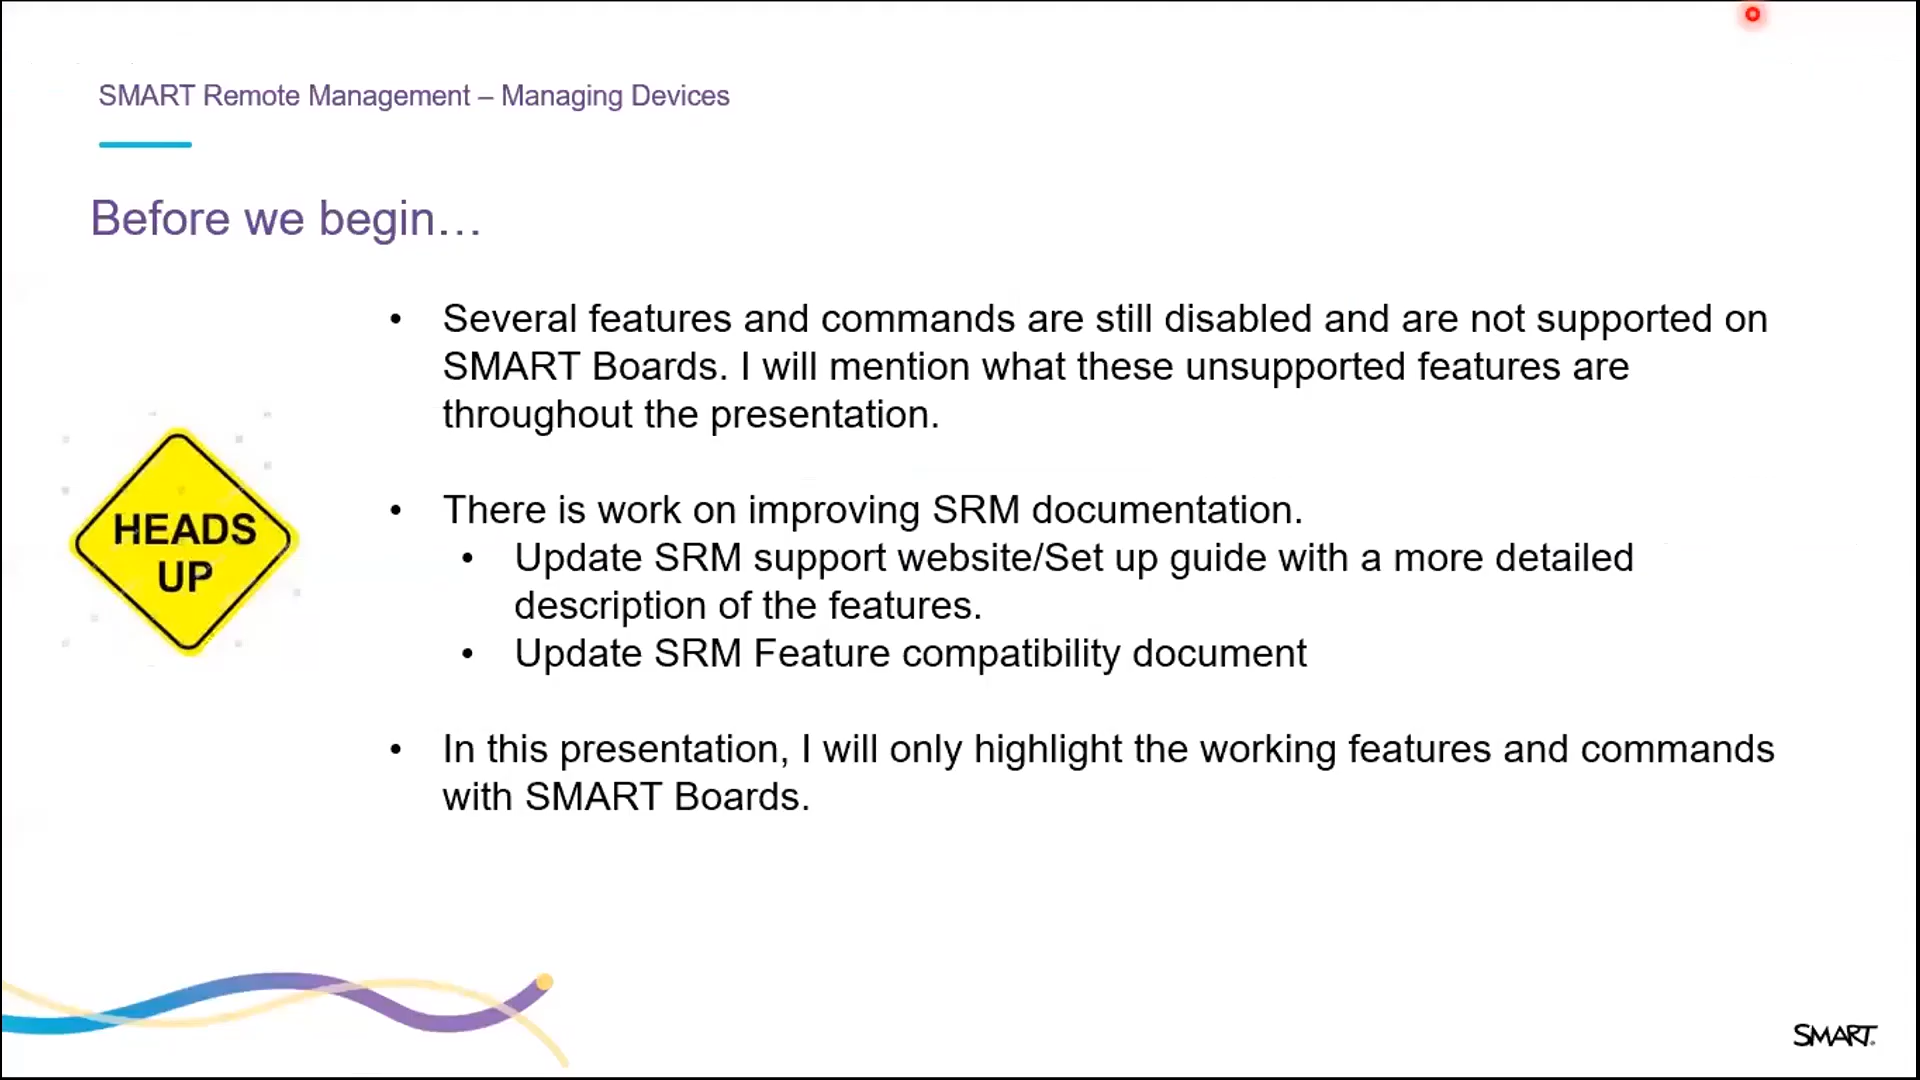 SMART Remote Management – Managing Devices
Before we begin…
• Several features and commands are still disabled and are not supported on
SMART Boards. I will mention what these unsupported features are
throughout the presentation.
HEADS
UP
• There is work on improving SRM documentation.
• Update SRM support website/Set up guide with a more detailed
description of the features.
• Update SRM Feature compatibility document
• In this presentation, I will only highlight the working features and commands
with SMART Boards.
SMART.